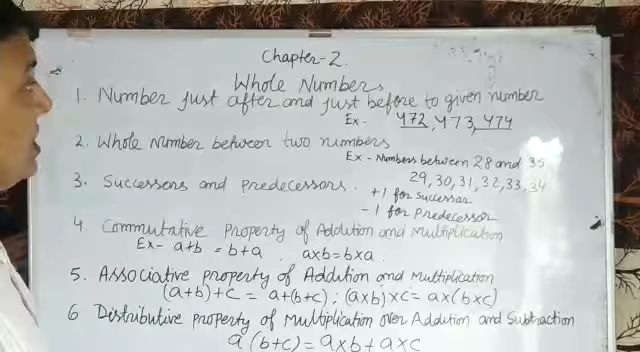 Chapter-2.
Whole Numbers
1. Number just after and just before to given number
Ex- 472, 473, 474
2. Whole Number between two numbers
Ex - Numbers between 28 and 35
29, 30, 31, 32, 33, 34
3. Successors and predecessors.
+1 for successor
-1 for predecessor
4 Commutative property of Addition and Multiplication
Ex- a+b = b+a, axb=bxa.
5. Associative property of Addition and Multiplication
(a+b)+c = a+(b+c); (axb)xc= ax(bxc)
6 Distributive property of Multiplication over Addition and Subtraction
a (b+c)= axb+axc